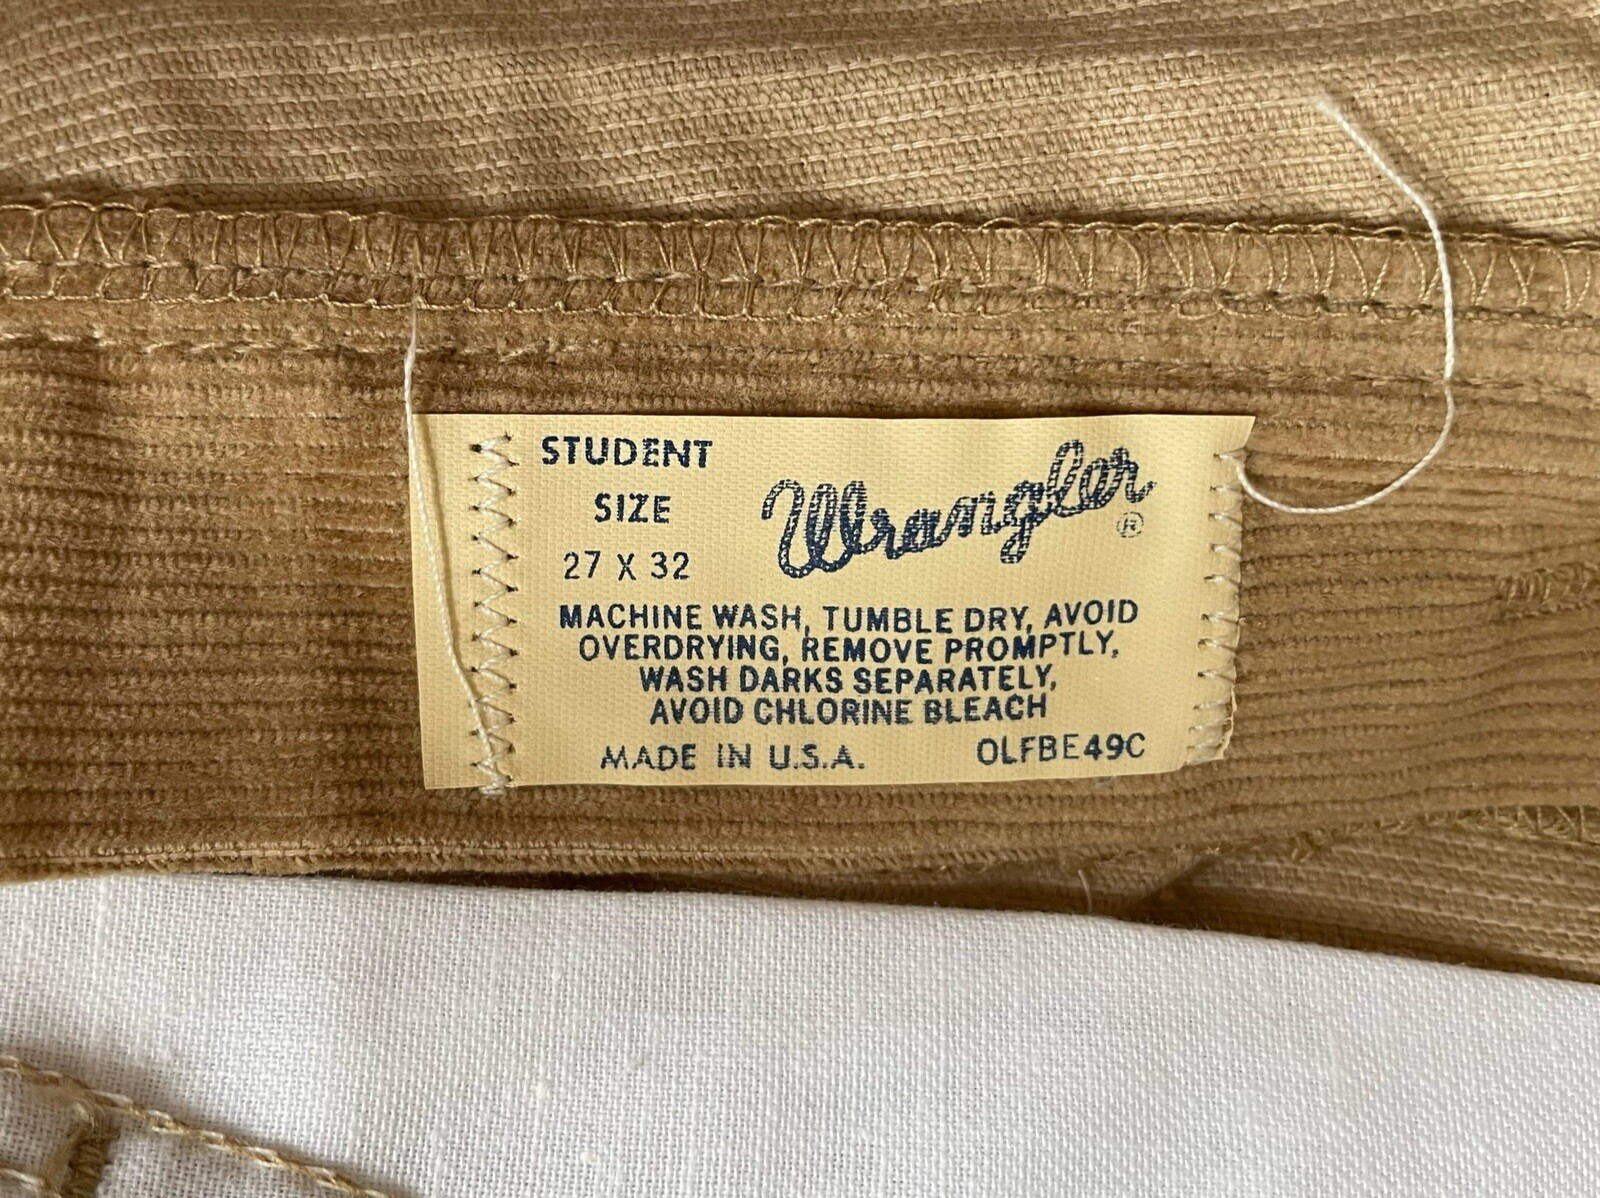 STUDENT
SIZE
27 X 32
Wrangler ®
MACHINE WASH, TUMBLE DRY, AVOID
OVERDRYING, REMOVE PROMPTLY,
WASH DARKS SEPARATELY,
AVOID CHLORINE BLEACH
MADE IN U.S.A. OLFBE49C